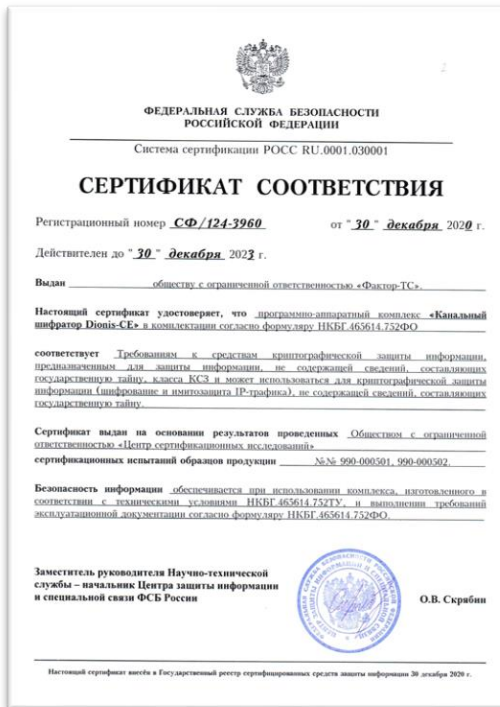 ФЕДЕРАЛЬНАЯ СЛУЖБА БЕЗОПАСНОСТИ
РОССИЙСКОЙ ФЕДЕРАЦИИ
Система сертификации РОСС RU.0001.030001
СЕРТИФИКАТ СООТВЕТСТВИЯ
Регистрационный номер СФ/124-3960 от "30" декабря 2020 г.
Действителен до "30" декабря 2023 г.
Выдан обществу с ограниченной ответственностью «Фактор-ТС».
Настоящий сертификат удостоверяет, что программно-аппаратный комплекс «Канальный
шифратор Dionis-CE» в комплектации согласно формуляру НКБГ.465614.752ФО
соответствует Требованиям к средствам криптографической защиты информации,
предназначенным для защиты информации, не содержащей сведений, составляющих
государственную тайну, класса КС3 и может использоваться для криптографической защиты
информации (шифрование и имитозащита IP-трафика), не содержащей сведений, составляющих
государственную тайну.
Сертификат выдан на основании результатов проведенных Обществом с ограниченной
ответственностью «Центр сертификационных исследований»
сертификационных испытаний образцов продукции №№ 990-000501, 990-000502.
Безопасность информации обеспечивается при использовании комплекса, изготовленного в
соответствии с техническими условиями НКБГ.465614.752ТУ, и выполнении требований
эксплуатационной документации согласно формуляру НКБГ.465614.752ФО.
Заместитель руководителя Научно-технической
службы – начальник Центра защиты информации
и специальной связи ФСБ России
О.В. Скрябин
Настоящий сертификат внесён в Государственный реестр сертифицированных средств защиты информации 30 декабря 2020 г.